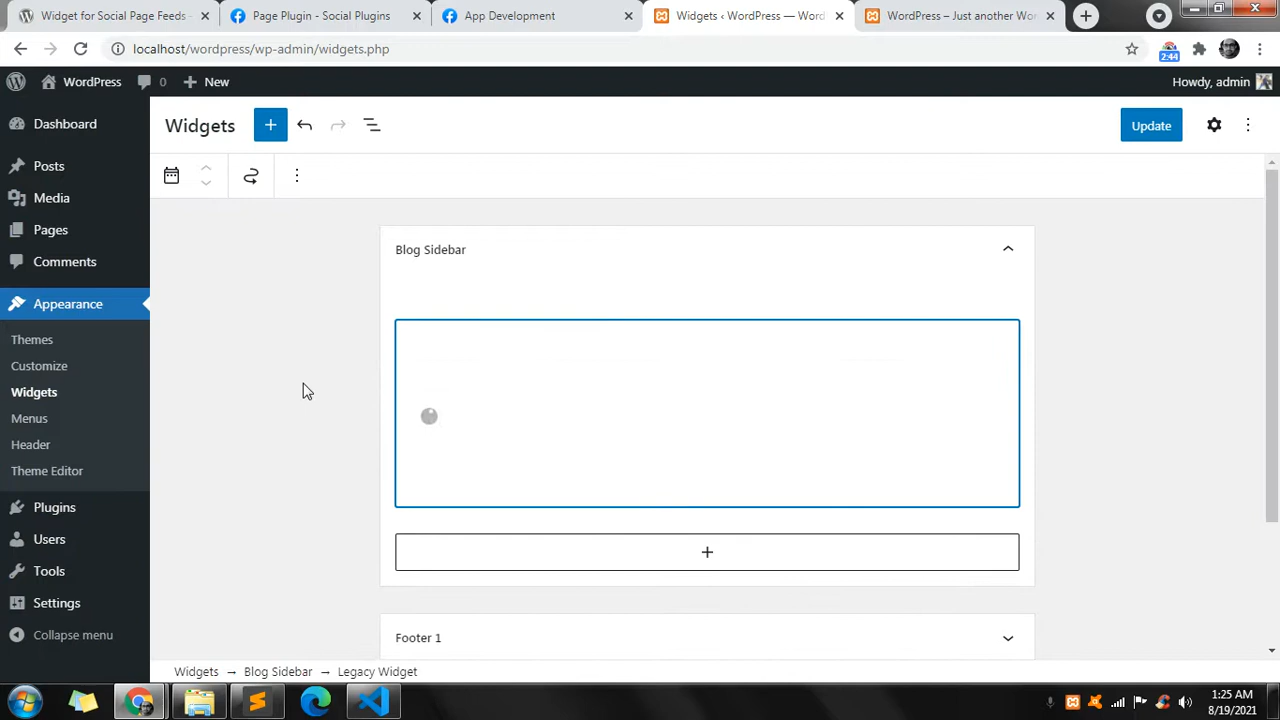 Widget for Social Page Feeds -
Page Plugin - Social Plugins
App Development
Widgets ‹ WordPress — Word
WordPress – Just another Wor
localhost/wordpress/wp-admin/widgets.php
2:44
WordPress
0
New
Howdy, admin
Dashboard
Posts
Media
Pages
Comments
Appearance
Themes
Customize
Widgets
Menus
Header
Theme Editor
Plugins
Users
Tools
Settings
Collapse menu
Widgets
Update
Blog Sidebar
Footer 1
Widgets → Blog Sidebar → Legacy Widget
1:25 AM
8/19/2021